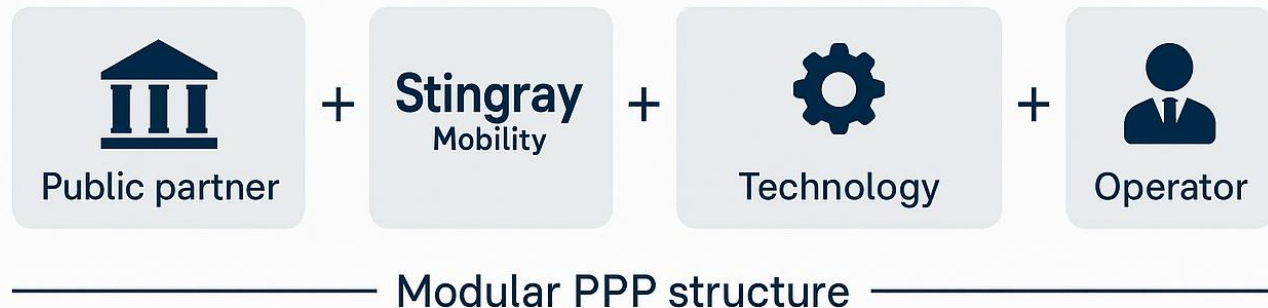 Public partner
+
Stingray
Mobility
+
Technology
+
Operator
Modular PPP structure